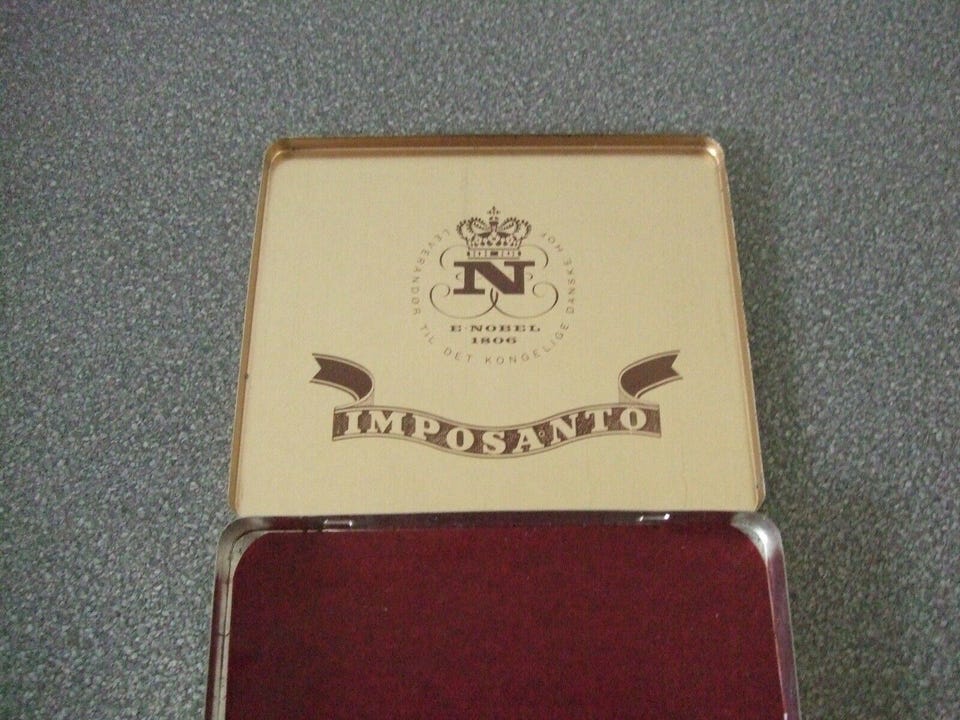 N
LEVERANDØR TIL DET KONGELIGE DANSKE HOF
E·NOBEL
1806
IMPOSANTO